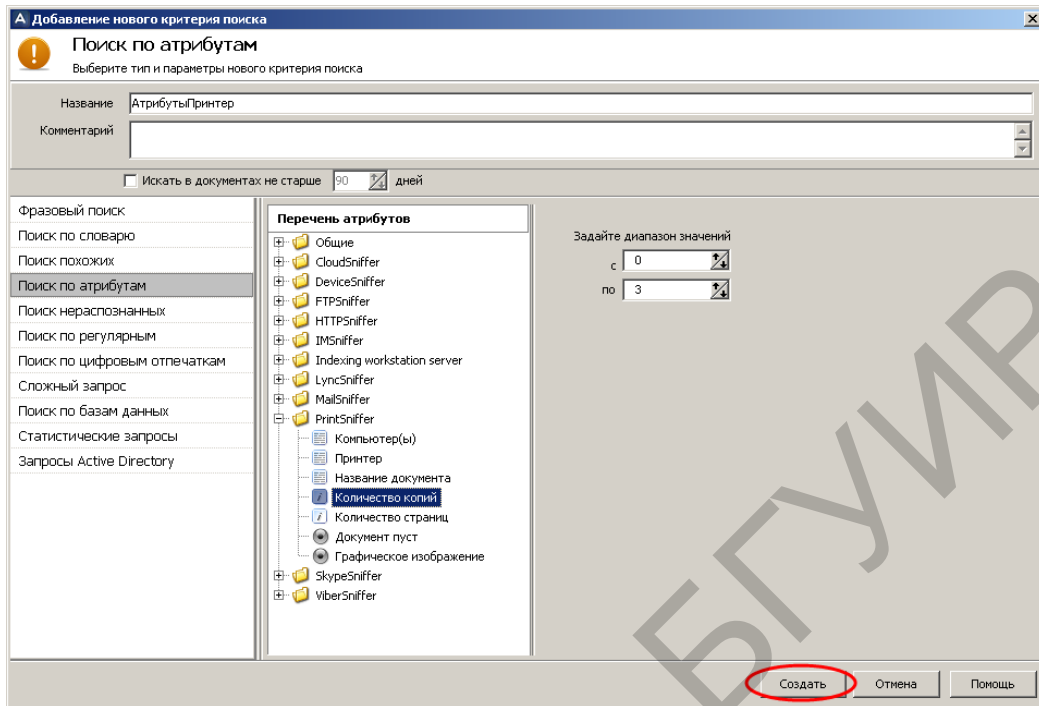 Добавление нового критерия поиска
Поиск по атрибутам
Выберите тип и параметры нового критерия поиска
Название АтрибутыПринтер
Комментарий
Искать в документах не старше 90 дней
Фразовый поиск
Поиск по словарю
Поиск похожих
Поиск по атрибутам
Поиск нераспознанных
Поиск по регулярным
Поиск по цифровым отпечаткам
Сложный запрос
Поиск по базам данных
Статистические запросы
Запросы Active Directory
Перечень атрибутов
Общие
CloudSniffer
DeviceSniffer
FTPSniffer
HTTPSniffer
IMSniffer
Indexing workstation server
LyncSniffer
MailSniffer
PrintSniffer
Компьютер(ы)
Принтер
Название документа
Количество копий
Количество страниц
Документ пуст
Графическое изображение
SkypeSniffer
ViberSniffer
Задайте диапазон значений
с 0
по 3
Создать Отмена Помощь
БГУИР